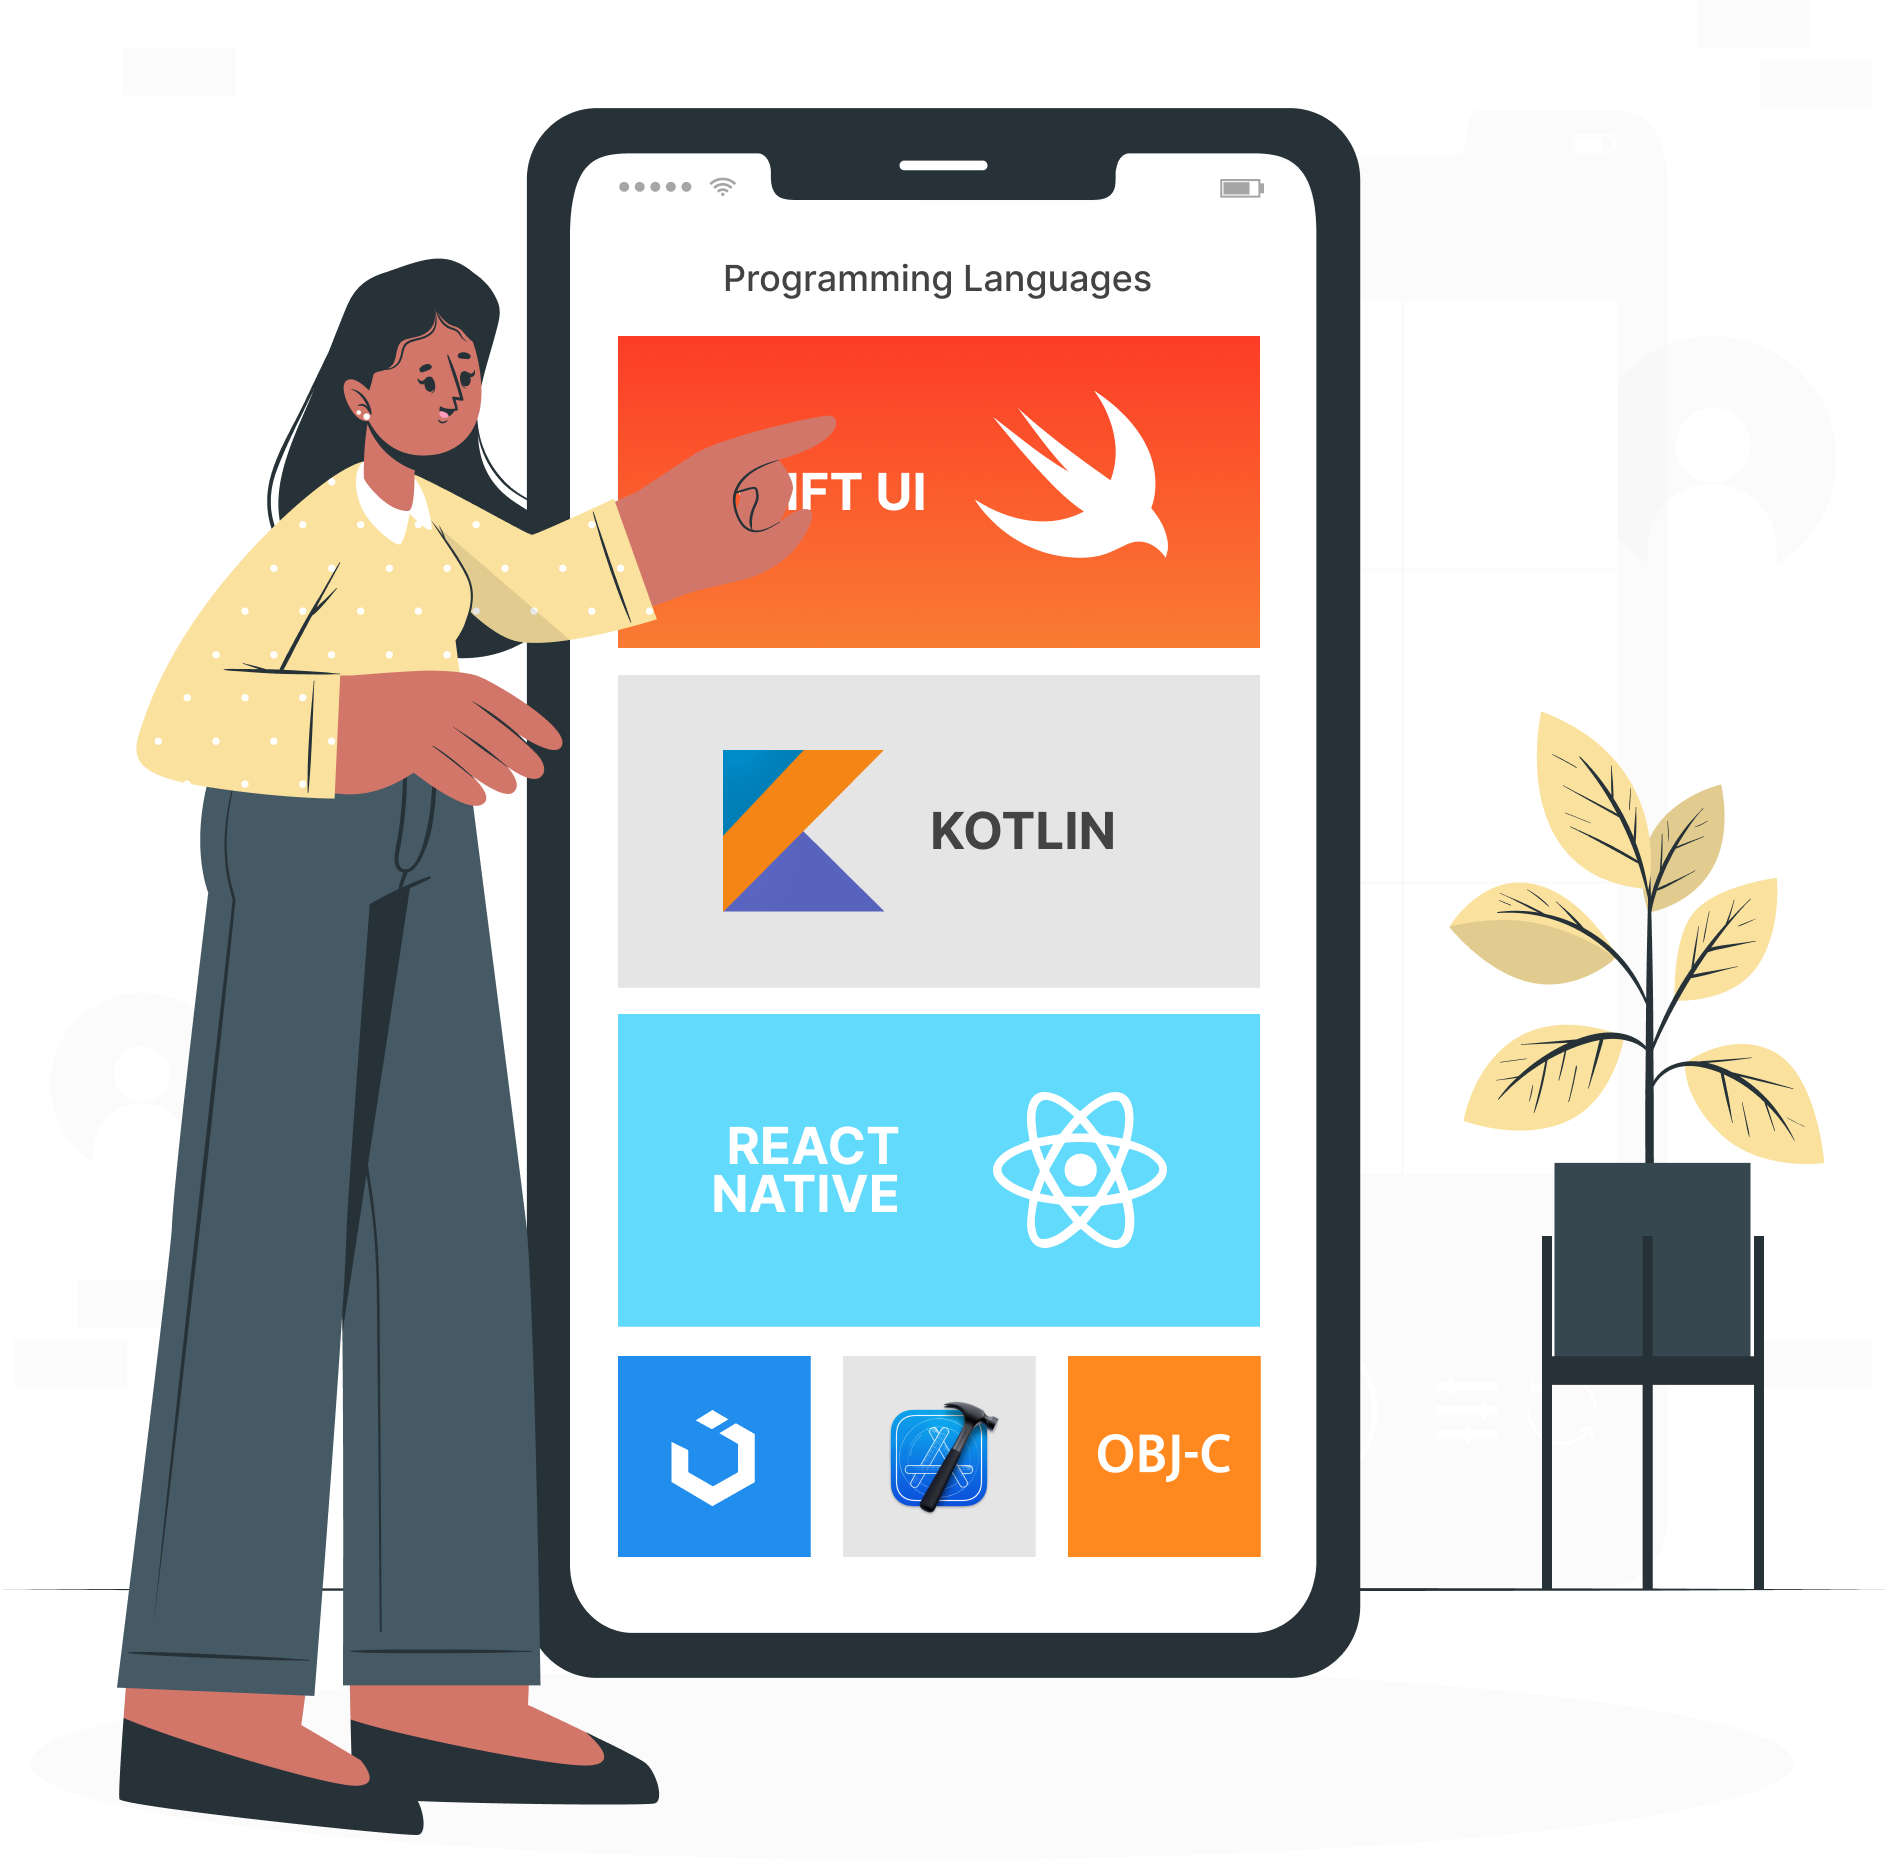 Programming Languages
IFT UI
KOTLIN
REACT
NATIVE
OBJ-C